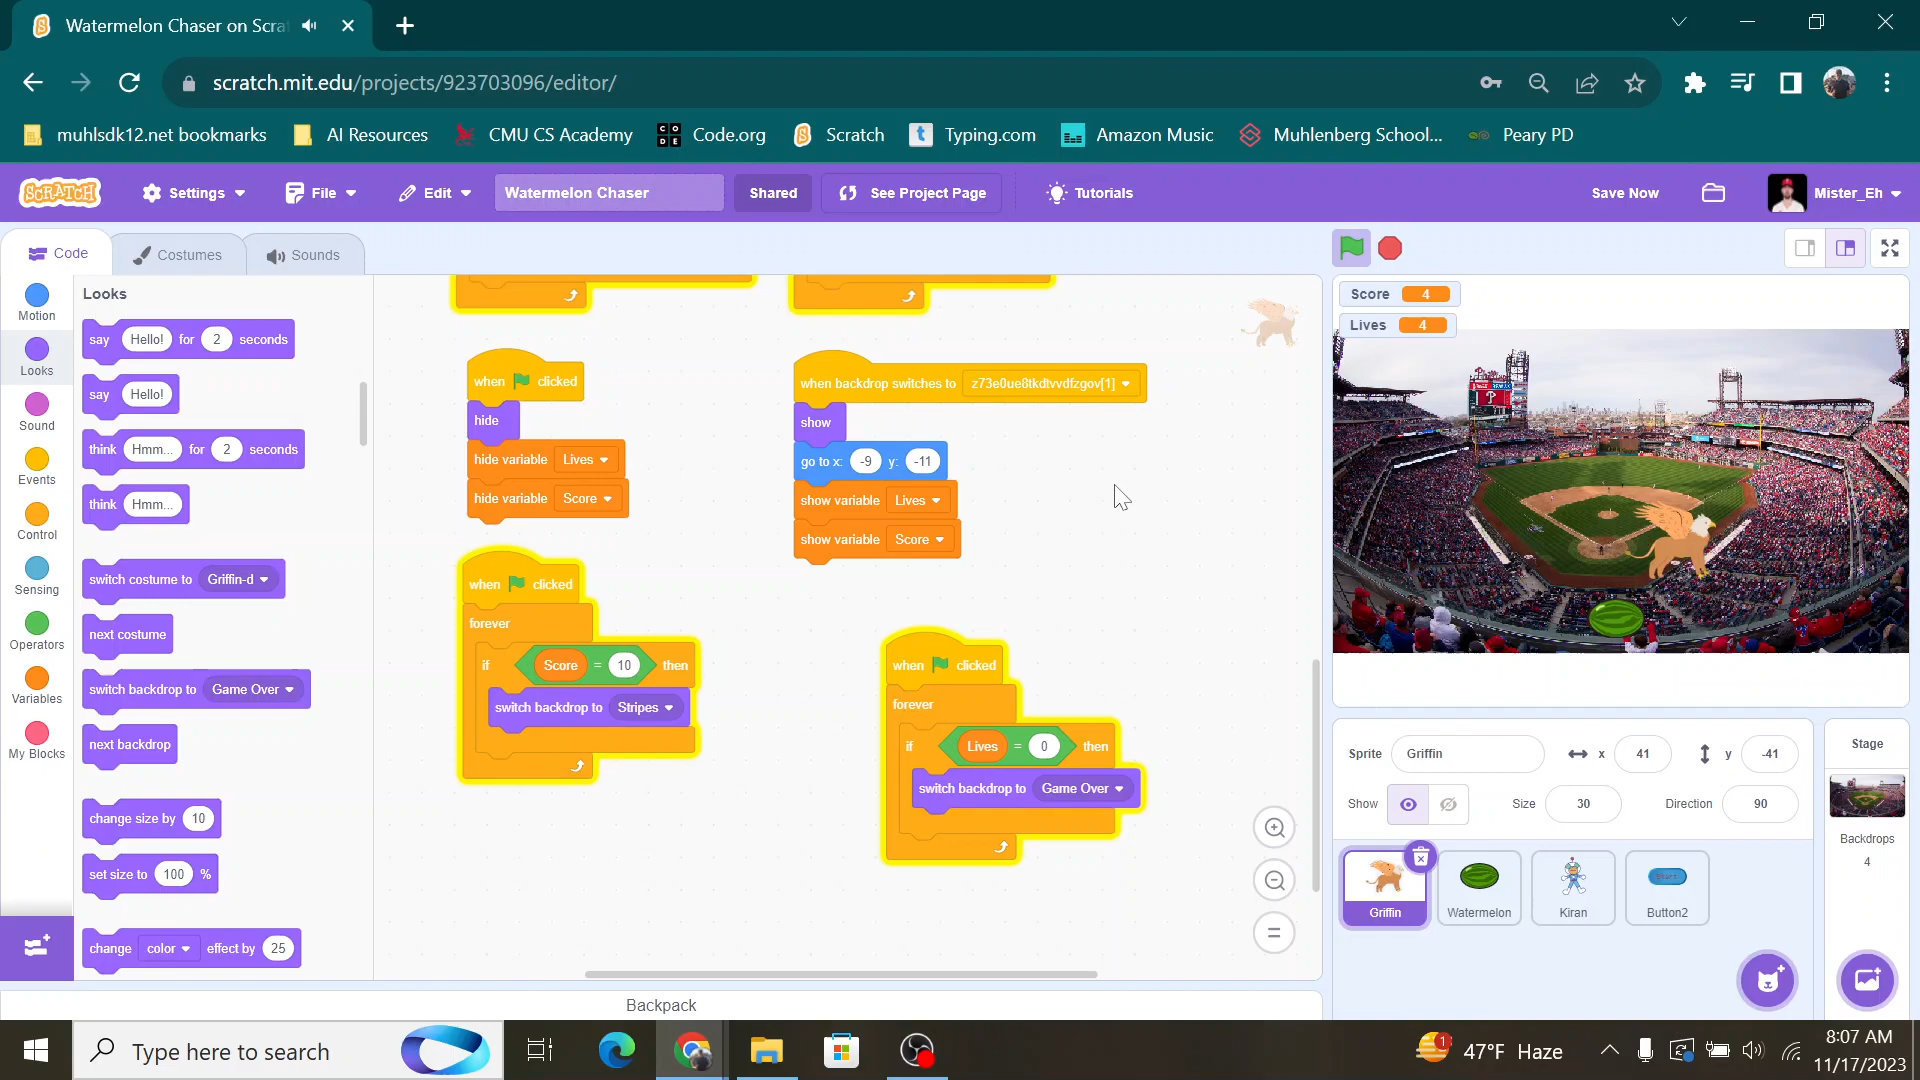 Watermelon Chaser on Scra
scratch.mit.edu/projects/923703096/editor/
muhlsdk12.net bookmarks
AI Resources
CMU CS Academy
CODE
Code.org
Scratch
t
Typing.com
Amazon Music
Muhlenberg School...
Peary PD
SCRATCH
Settings
File
Edit
Watermelon Chaser
Shared
See Project Page
Tutorials
Save Now
Mister_Eh
Code
Costumes
Sounds
Motion
Looks
Sound
Events
Control
Sensing
Operators
Variables
My Blocks
Looks
say Hello! for 2 seconds
say Hello!
think Hmm... for 2 seconds
think Hmm...
switch costume to Griffin-d
next costume
switch backdrop to Game Over
next backdrop
change size by 10
set size to 100 %
change color effect by 25
when clicked
hide
hide variable Lives
hide variable Score
when backdrop switches to z73e0ue8tkdtvvdfzgov[1]
show
go to x: -9 y: -11
show variable Lives
show variable Score
when clicked
forever
if Score = 10 then
switch backdrop to Stripes
when clicked
forever
if Lives = 0 then
switch backdrop to Game Over
Backpack
Score 4
Lives 4
Sprite Griffin x 41 y -41
Show Size 30 Direction 90
Griffin
Watermelon
Start
Kiran
Button2
Stage
Backdrops
4
Type here to search
1
47°F Haze
8:07 AM
11/17/2023